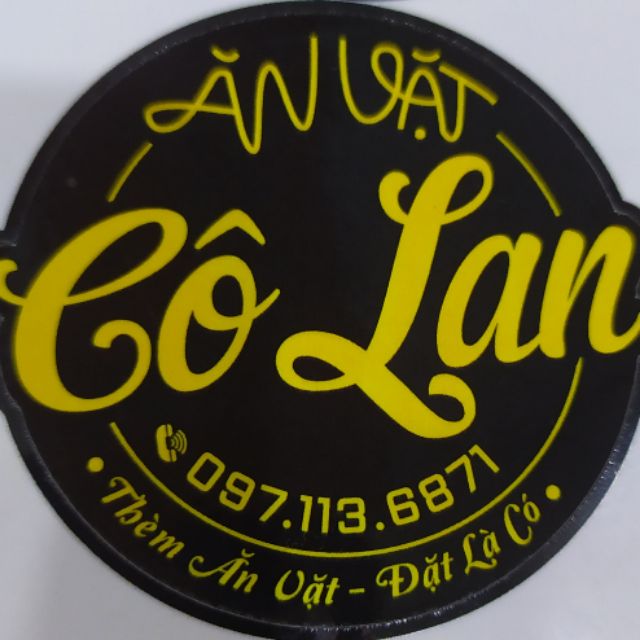 ĂN VẶT
Cô Lan
097.113.6871
Thèm Ăn Vặt - Đặt Là Có